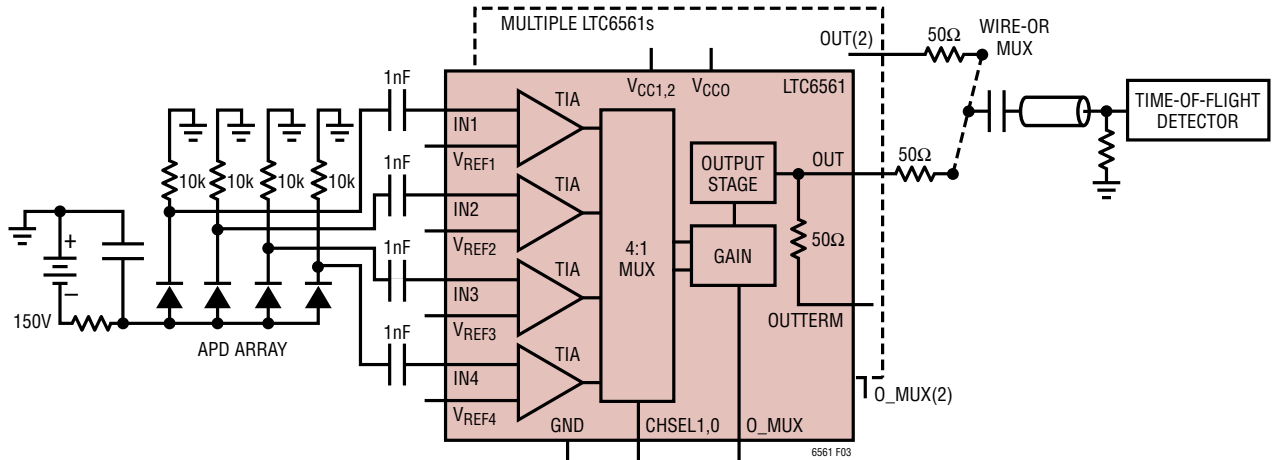 MULTIPLE LTC6561s
OUT(2)
50Ω
WIRE-OR
MUX
1nF
VCC1,2
VCCO
LTC6561
TIA
IN1
VREF1
10k
10k
10k
10k
1nF
TIA
IN2
VREF2
OUTPUT
STAGE
OUT
50Ω
TIME-OF-FLIGHT
DETECTOR
4:1
MUX
50Ω
GAIN
+
–
150V
1nF
TIA
IN3
VREF3
OUTTERM
APD ARRAY
1nF
TIA
IN4
VREF4
O_MUX(2)
GND
CHSEL1,0
O_MUX
6561 F03